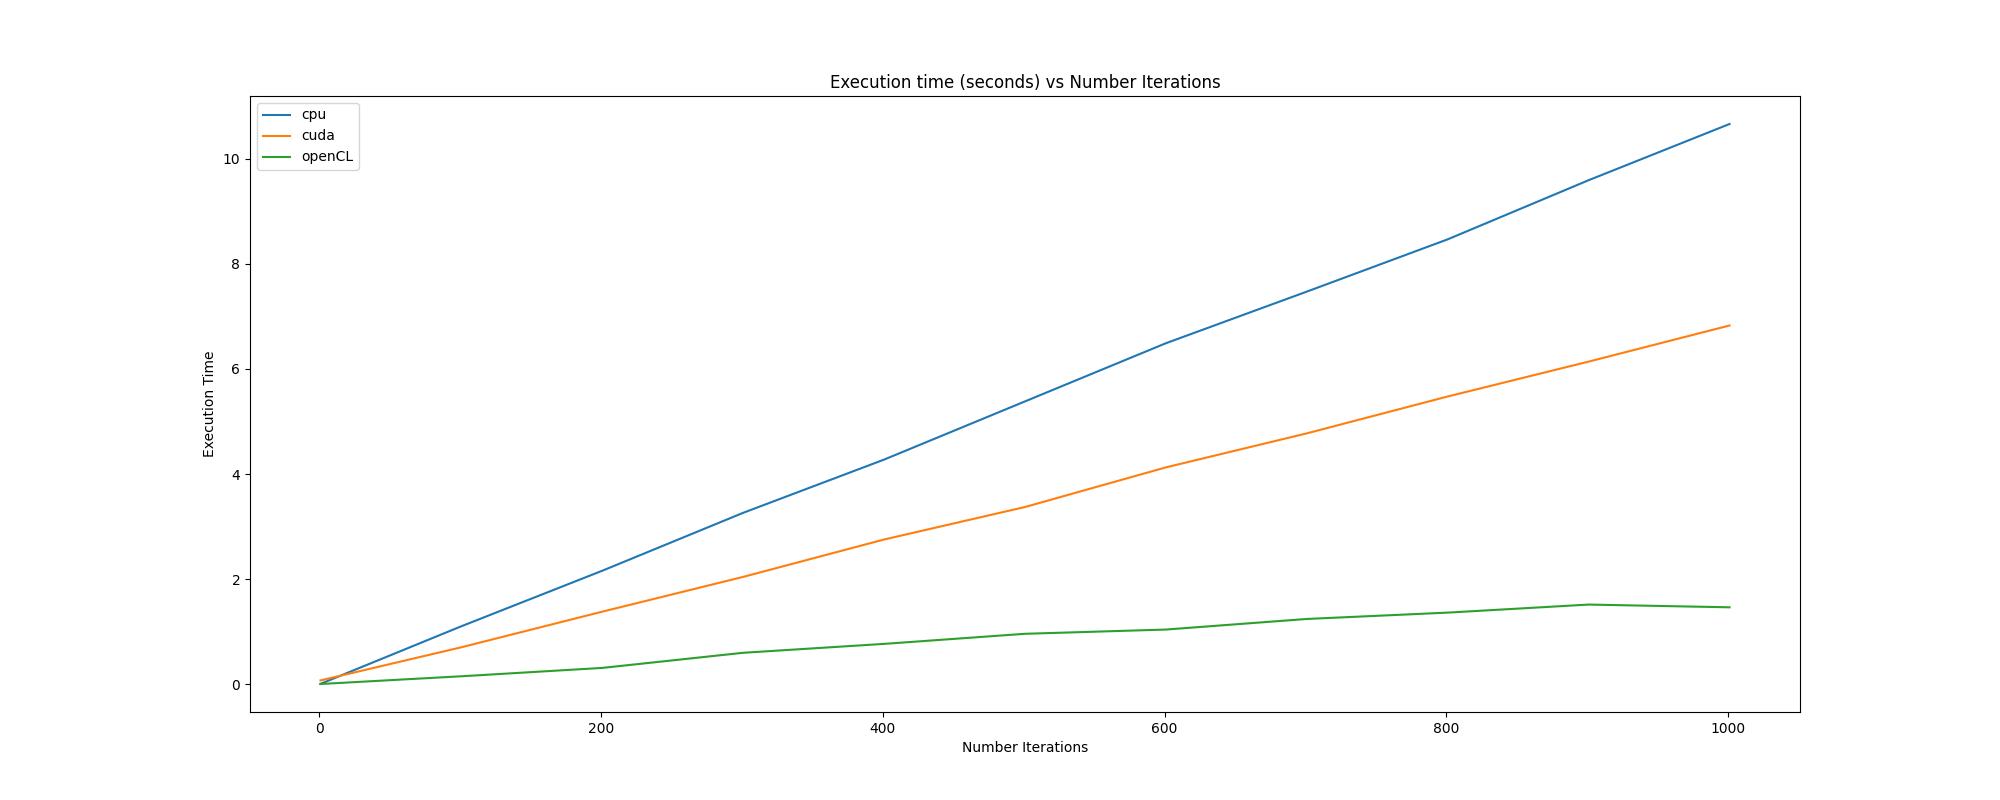 Execution time (seconds) vs Number Iterations
cpu
cuda
openCL
10
8
6
4
2
0
Execution Time
0 200 400 600 800 1000
Number Iterations